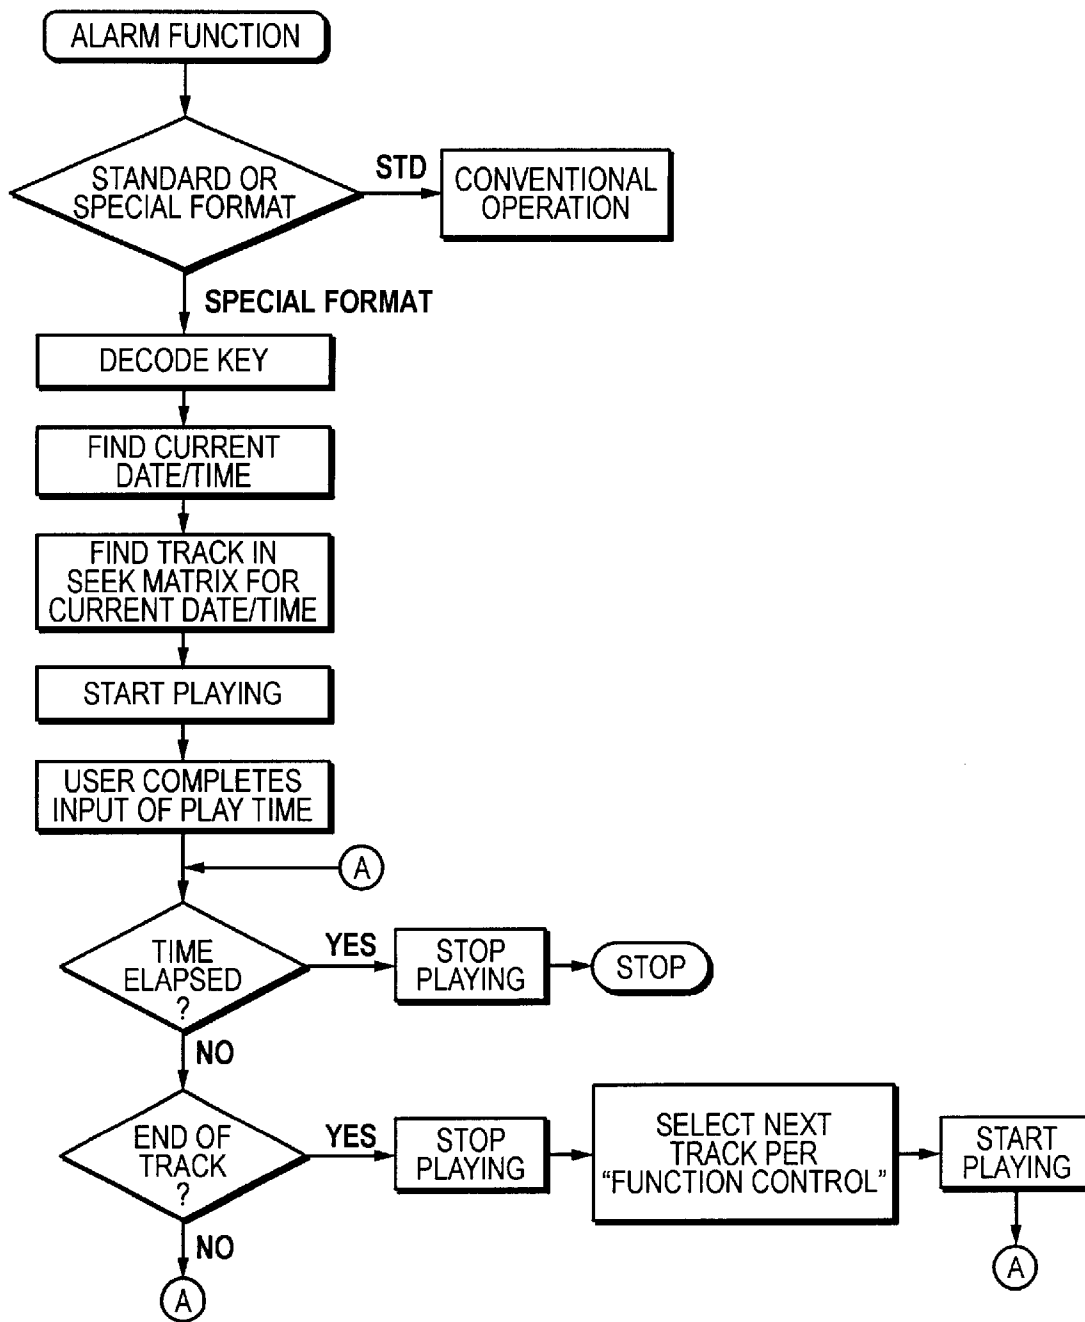 ALARM FUNCTION
STANDARD OR
SPECIAL FORMAT
STD
CONVENTIONAL
OPERATION
SPECIAL FORMAT
DECODE KEY
FIND CURRENT
DATE/TIME
FIND TRACK IN
SEEK MATRIX FOR
CURRENT DATE/TIME
START PLAYING
USER COMPLETES
INPUT OF PLAY TIME
A
TIME
ELAPSED
?
YES
STOP
PLAYING
STOP
NO
END OF
TRACK
?
YES
STOP
PLAYING
SELECT NEXT
TRACK PER
“FUNCTION CONTROL”
START
PLAYING
NO
A
A